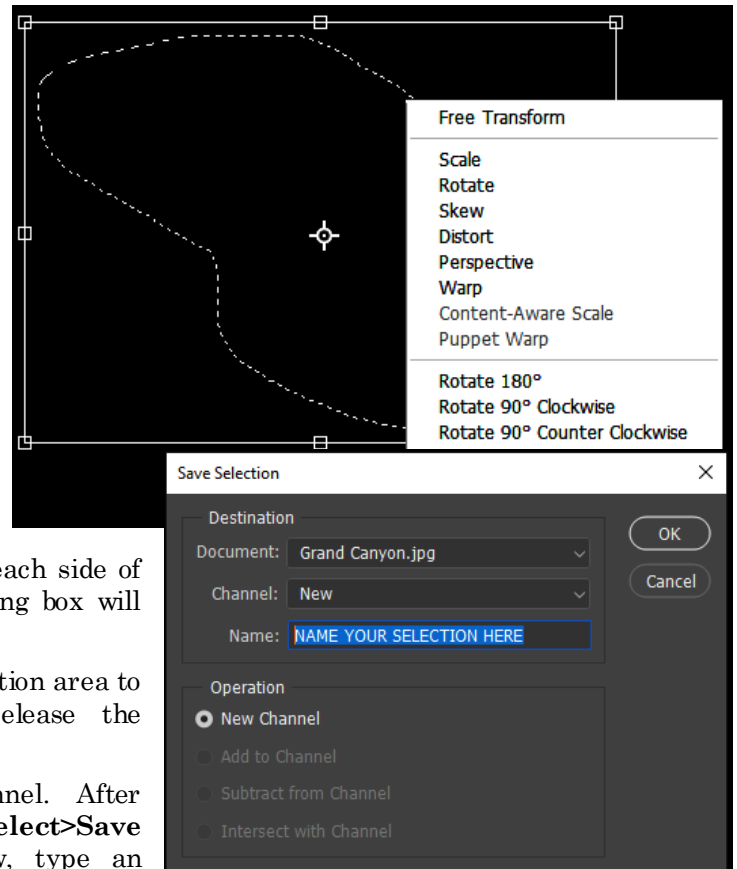 Free Transform
Scale
Rotate
Skew
Distort
Perspective
Warp
Content-Aware Scale
Puppet Warp
Rotate 180°
Rotate 90° Clockwise
Rotate 90° Counter Clockwise
Save Selection
Destination
Document: Grand Canyon.jpg
Channel: New
Name: NAME YOUR SELECTION HERE
OK
Cancel
Operation
New Channel
Add to Channel
Subtract from Channel
Intersect with Channel
each side of
ng box will
tion area to
elease the
nel. After
elect>Save
, type an